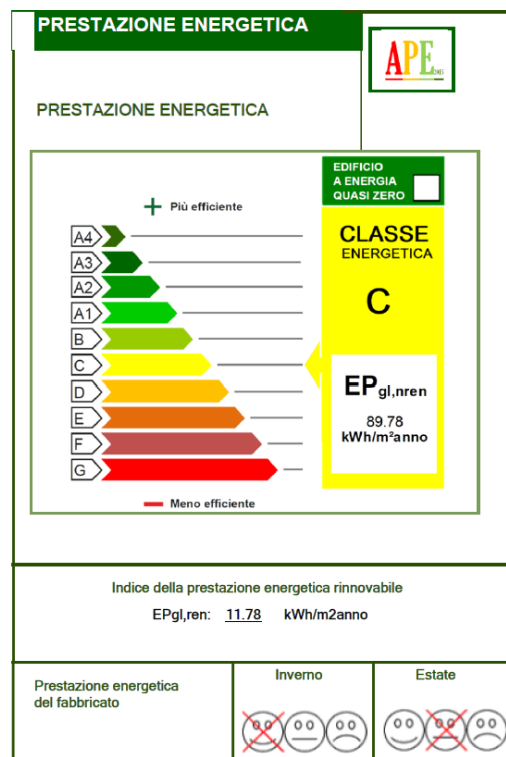 PRESTAZIONE ENERGETICA
APE
PRESTAZIONE ENERGETICA
EDIFICIO
A ENERGIA
QUASI ZERO
Più efficiente
CLASSE
ENERGETICA
C
A4
A3
A2
A1
B
C
D
E
F
G
EPgl,nren
89.78
kWh/m²anno
Meno efficiente
Indice della prestazione energetica rinnovabile
EPgl,ren: 11.78 kWh/m2anno
Prestazione energetica
del fabbricato
Inverno
Estate